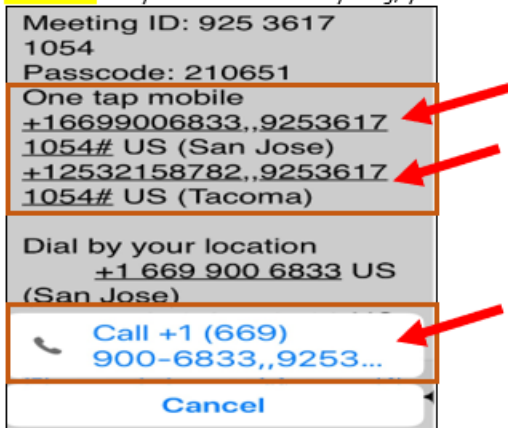 Meeting ID: 925 3617
1054
Passcode: 210651
One tap mobile
+16699006833,,9253617
1054# US (San Jose)
+12532158782,,9253617
1054# US (Tacoma)
Dial by your location
+1 669 900 6833 US
(San Jose)
Call +1 (669)
900-6833,,9253...
Cancel